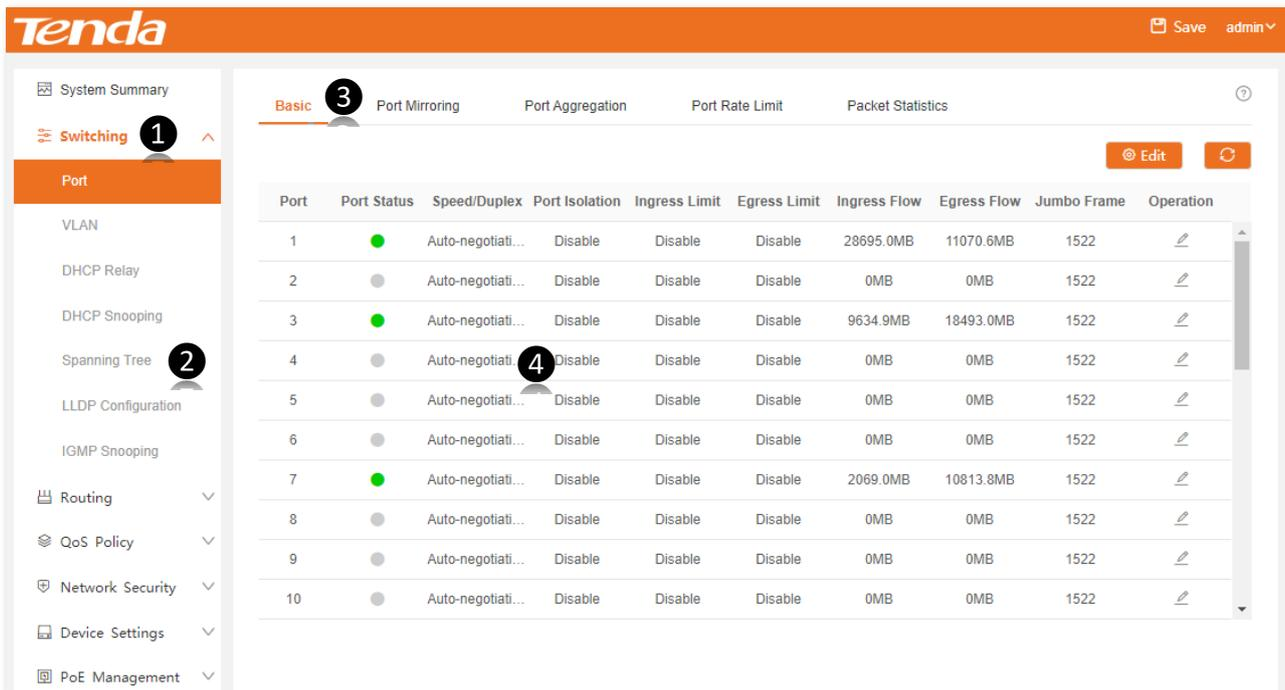 Tenda
Save admin
System Summary
Switching 1
Port
VLAN
DHCP Relay
DHCP Snooping
Spanning Tree 2
LLDP Configuration
IGMP Snooping
Routing
QoS Policy
Network Security
Device Settings
PoE Management
Basic 3 Port Mirroring Port Aggregation Port Rate Limit Packet Statistics ?
Edit
Port Port Status Speed/Duplex Port Isolation Ingress Limit Egress Limit Ingress Flow Egress Flow Jumbo Frame Operation
1 Auto-negotiati... Disable Disable Disable 28695.0MB 11070.6MB 1522
2 Auto-negotiati... Disable Disable Disable 0MB 0MB 1522
3 Auto-negotiati... Disable Disable Disable 9634.9MB 18493.0MB 1522
4 Auto-negotiati. 4 Disable Disable Disable 0MB 0MB 1522
5 Auto-negotiati... Disable Disable Disable 0MB 0MB 1522
6 Auto-negotiati... Disable Disable Disable 0MB 0MB 1522
7 Auto-negotiati... Disable Disable Disable 2069.0MB 10813.8MB 1522
8 Auto-negotiati... Disable Disable Disable 0MB 0MB 1522
9 Auto-negotiati... Disable Disable Disable 0MB 0MB 1522
10 Auto-negotiati... Disable Disable Disable 0MB 0MB 1522